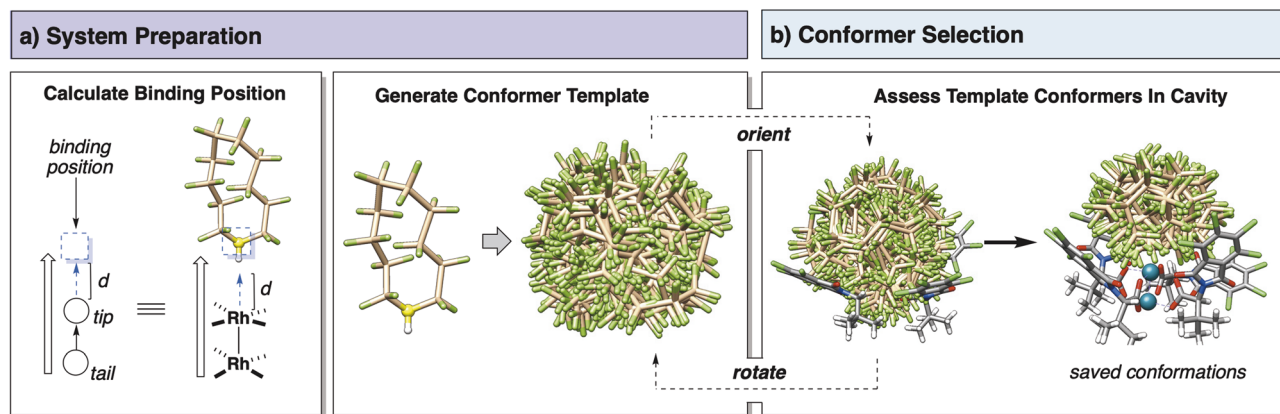 a) System Preparation
b) Conformer Selection
Calculate Binding Position
binding
position
d
tip
tail
d
Rh
Rh
Generate Conformer Template
orient
rotate
Assess Template Conformers In Cavity
saved conformations